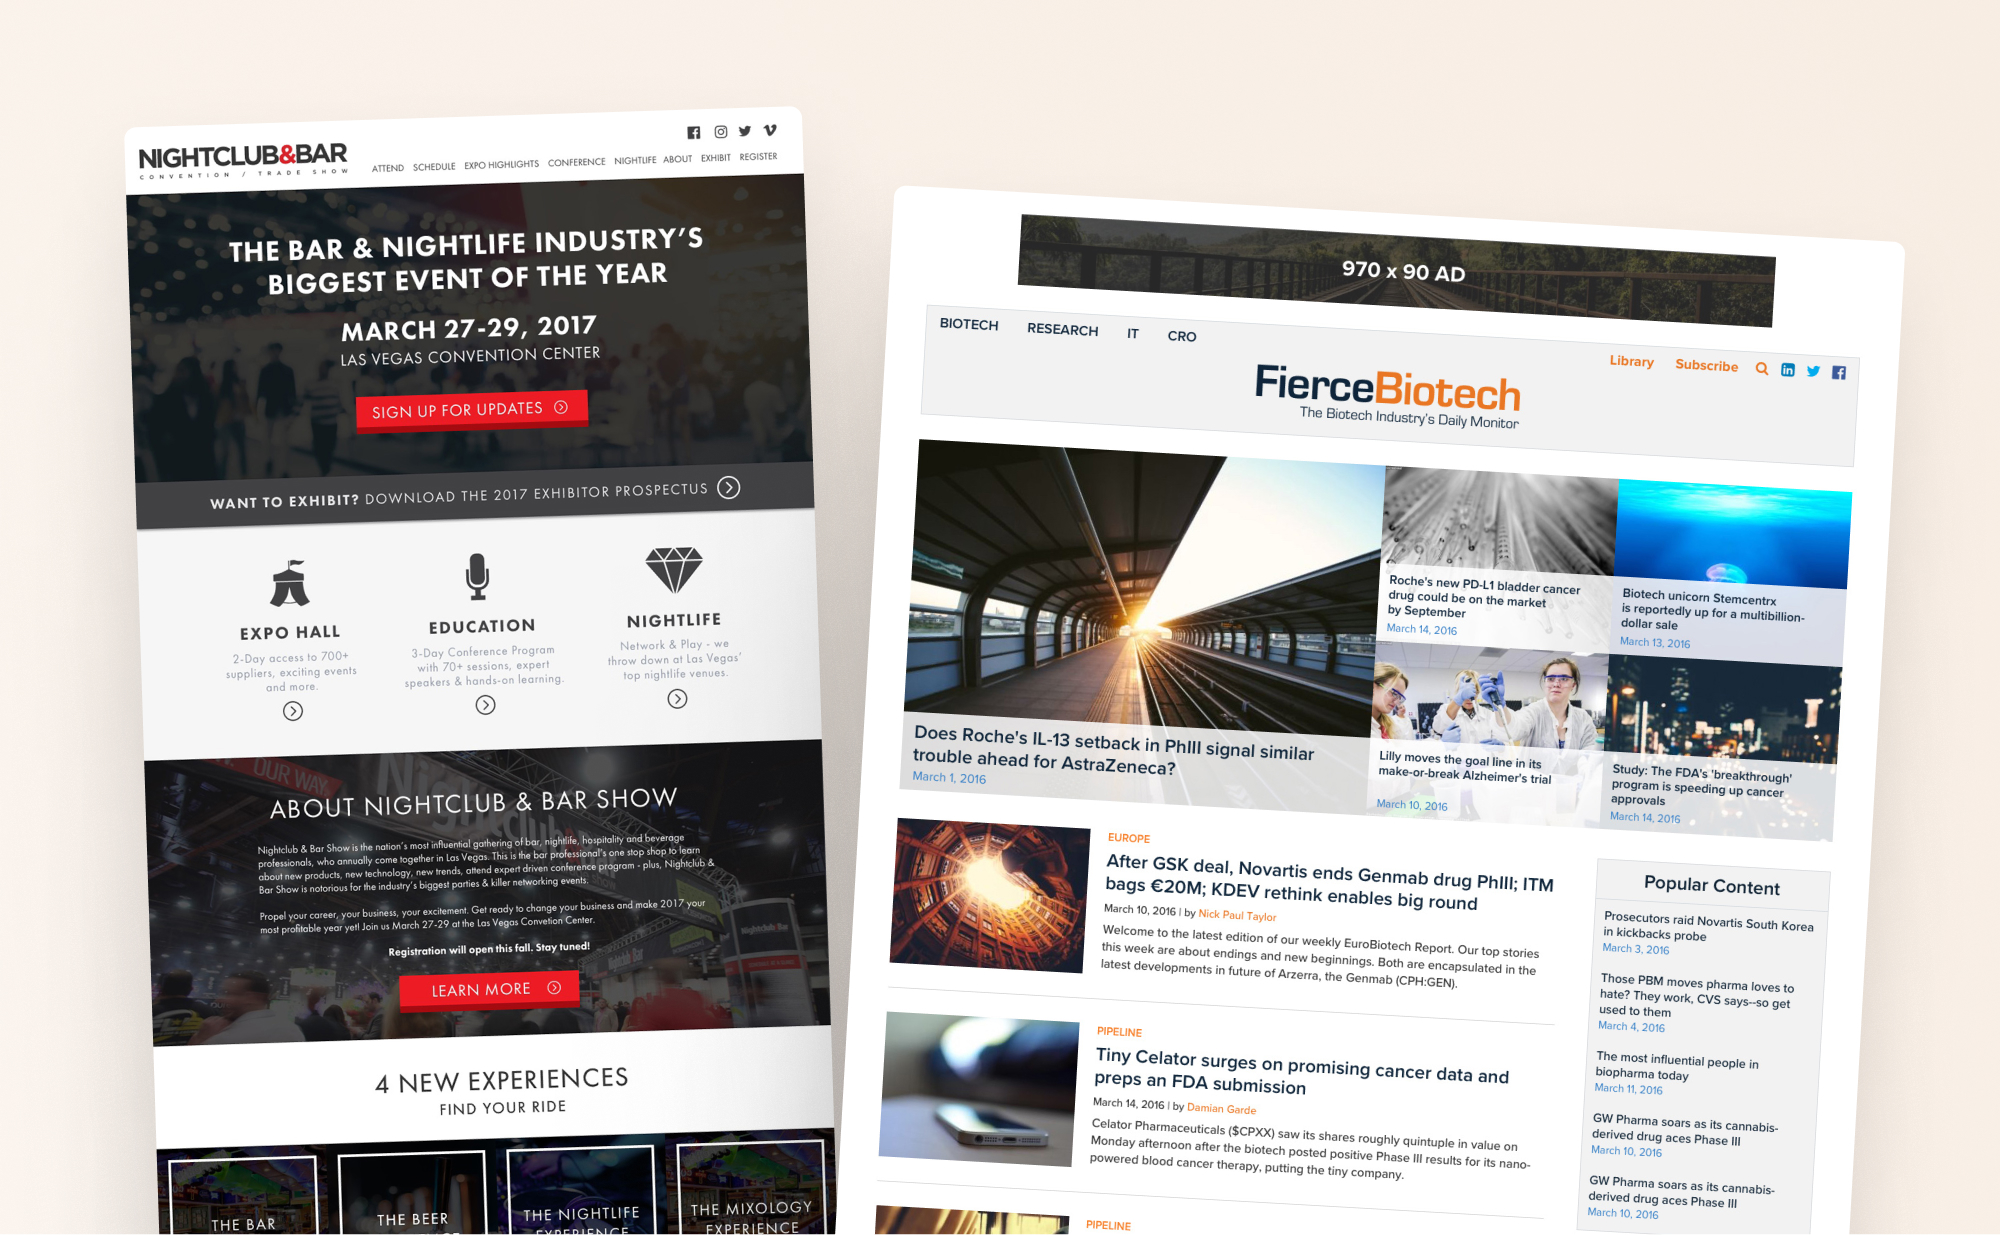 NIGHTCLUB&BAR
CONVENTION / TRADE SHOW
ATTEND SCHEDULE EXPO HIGHLIGHTS CONFERENCE NIGHTLIFE ABOUT EXHIBIT REGISTER
THE BAR & NIGHTLIFE INDUSTRY'S
BIGGEST EVENT OF THE YEAR
MARCH 27-29, 2017
LAS VEGAS CONVENTION CENTER
SIGN UP FOR UPDATES
WANT TO EXHIBIT? DOWNLOAD THE 2017 EXHIBITOR PROSPECTUS
EXPO HALL
2-Day access to 700+
suppliers, exciting events
and more.
EDUCATION
3-Day Conference Program
with 70+ sessions, expert
speakers & hands-on learning.
NIGHTLIFE
Network & Play - we
throw down at Las Vegas'
top nightlife venues.
OUR WAY.
ABOUT NIGHTCLUB & BAR SHOW
Nightclub & Bar Show is the nation's most influential gathering of bar, nightlife, hospitality and beverage
professionals, who annually come together in Las Vegas. This is the bar professional's one stop shop to learn
about new products, new technology, new trends, attend expert driven conference program - plus, Nightclub &
Bar Show is notorious for the industry's biggest parties & killer networking events.
Propel your career, your business, your excitement. Get ready to change your business and make 2017 your
most profitable year yet! Join us March 27-29 at the Las Vegas Convetion Center.
Registration will open this fall. Stay tuned!
LEARN MORE
4 NEW EXPERIENCES
FIND YOUR RIDE
THE BAR
THE BEER
THE NIGHTLIFE
EXPERIENCE
THE MIXOLOGY
EXPERIENCE
970 x 90 AD
BIOTECH RESEARCH IT CRO
Library Subscribe
FierceBiotech
The Biotech Industry's Daily Monitor
Does Roche's IL-13 setback in PhIII signal similar
trouble ahead for AstraZeneca?
March 1, 2016
Roche's new PD-L1 bladder cancer
drug could be on the market
by September
March 14, 2016
Biotech unicorn Stemcentrx
is reportedly up for a multibillion-
dollar sale
March 13, 2016
Lilly moves the goal line in its
make-or-break Alzheimer's trial
March 10, 2016
Study: The FDA's 'breakthrough'
program is speeding up cancer
approvals
March 14, 2016
EUROPE
After GSK deal, Novartis ends Genmab drug PhIII; ITM
bags €20M; KDEV rethink enables big round
March 10, 2016 | by Nick Paul Taylor
Welcome to the latest edition of our weekly EuroBiotech Report. Our top stories
this week are about endings and new beginnings. Both are encapsulated in the
latest developments in future of Arzerra, the Genmab (CPH:GEN).
PIPELINE
Tiny Celator surges on promising cancer data and
preps an FDA submission
March 14, 2016 | by Damian Garde
Celator Pharmaceuticals ($CPXX) saw its shares roughly quintuple in value on
Monday afternoon after the biotech posted positive Phase III results for its nano-
powered blood cancer therapy, putting the tiny company.
PIPELINE
Popular Content
Prosecutors raid Novartis South Korea
in kickbacks probe
March 3, 2016
Those PBM moves pharma loves to
hate? They work, CVS says--so get
used to them
March 4, 2016
The most influential people in
biopharma today
March 11, 2016
GW Pharma soars as its cannabis-
derived drug aces Phase III
March 10, 2016
GW Pharma soars as its cannabis-
derived drug aces Phase III
March 10, 2016